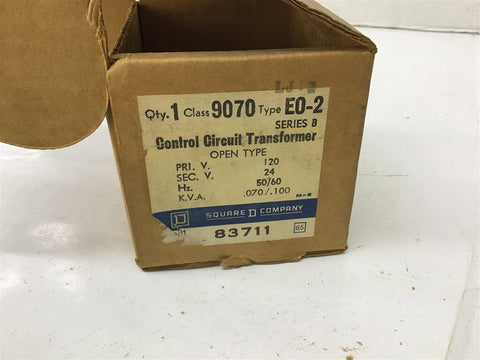 Qty. 1 Class 9070 Type EO-2
SERIES B
Control Circuit Transformer
OPEN TYPE
PRI. V. 120
SEC. V. 24
Hz. 50/60
K.V.A. .070/.100 M-6
SQUARE D COMPANY
83711 65